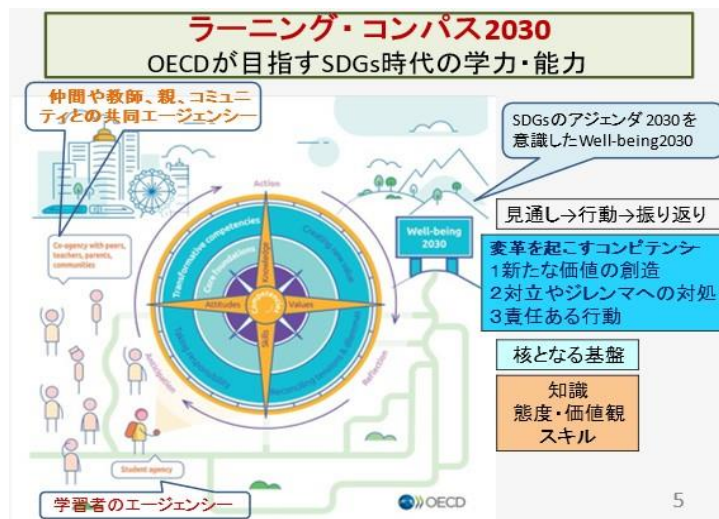 ラーニング・コンパス2030
OECDが目指すSDGs時代の学力・能力
仲間や教師、親、コミュニ
ティとの共同エージェンシー
SDGsのアジェンダ 2030を
意識したWell-being2030
見通し→行動→振り返り
変革を起こすコンピテンシー
1新たな価値の創造
2対立やジレンマへの対処
3責任ある行動
核となる基盤
知識
態度・価値観
スキル
Co-agency with peers,
teachers, parents,
communities
Action
Transformative competencies
Core foundations
Creating new value
Knowledge
Attitudes
Values
Skills
Taking responsibility
Reconciling tensions & dilemmas
Anticipation
Reflection
Well-being
2030
Student agency
学習者のエージェンシー
OECD
5